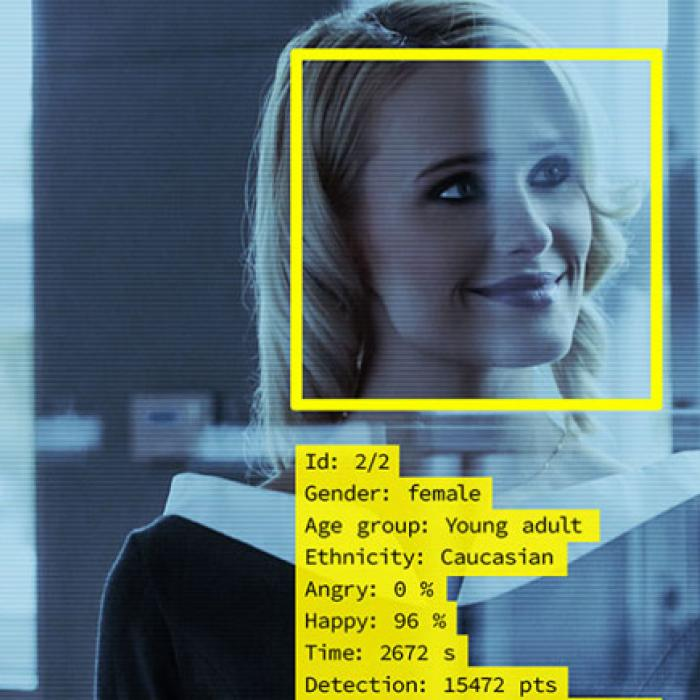 Id: 2/2
Gender: female
Age group: Young adult
Ethnicity: Caucasian
Angry: 0 %
Happy: 96 %
Time: 2672 s
Detection: 15472 pts